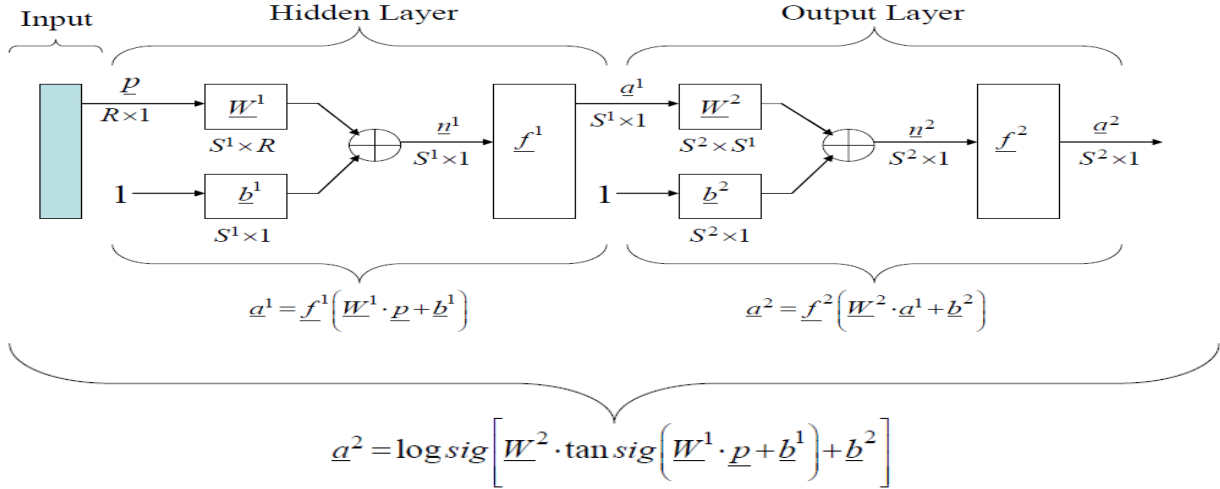 Input Hidden Layer Output Layer
p a¹
R×1 W¹ S¹×1 W² a²
S¹×R n¹ f¹ S²×S¹ n² f² S²×1
S¹×1 S²×1
1 b¹ 1 b²
S¹×1 S²×1
a¹ = f¹(W¹·p+b¹) a² = f²(W²·a¹+b²)
a² = log sig[W²·tan sig(W¹·p+b¹)+b²]